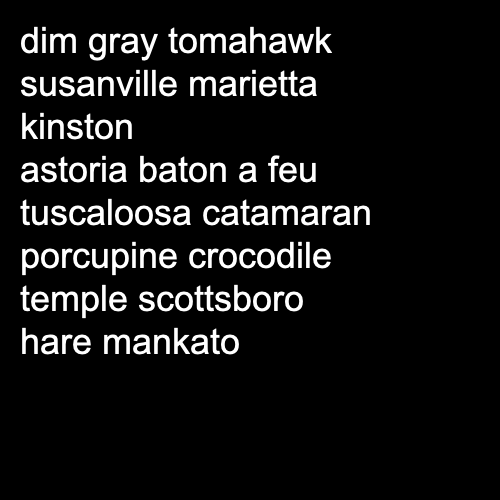 dim gray tomahawk
susanville marietta
kinston
astoria baton a feu
tuscaloosa catamaran
porcupine crocodile
temple scottsboro
hare mankato